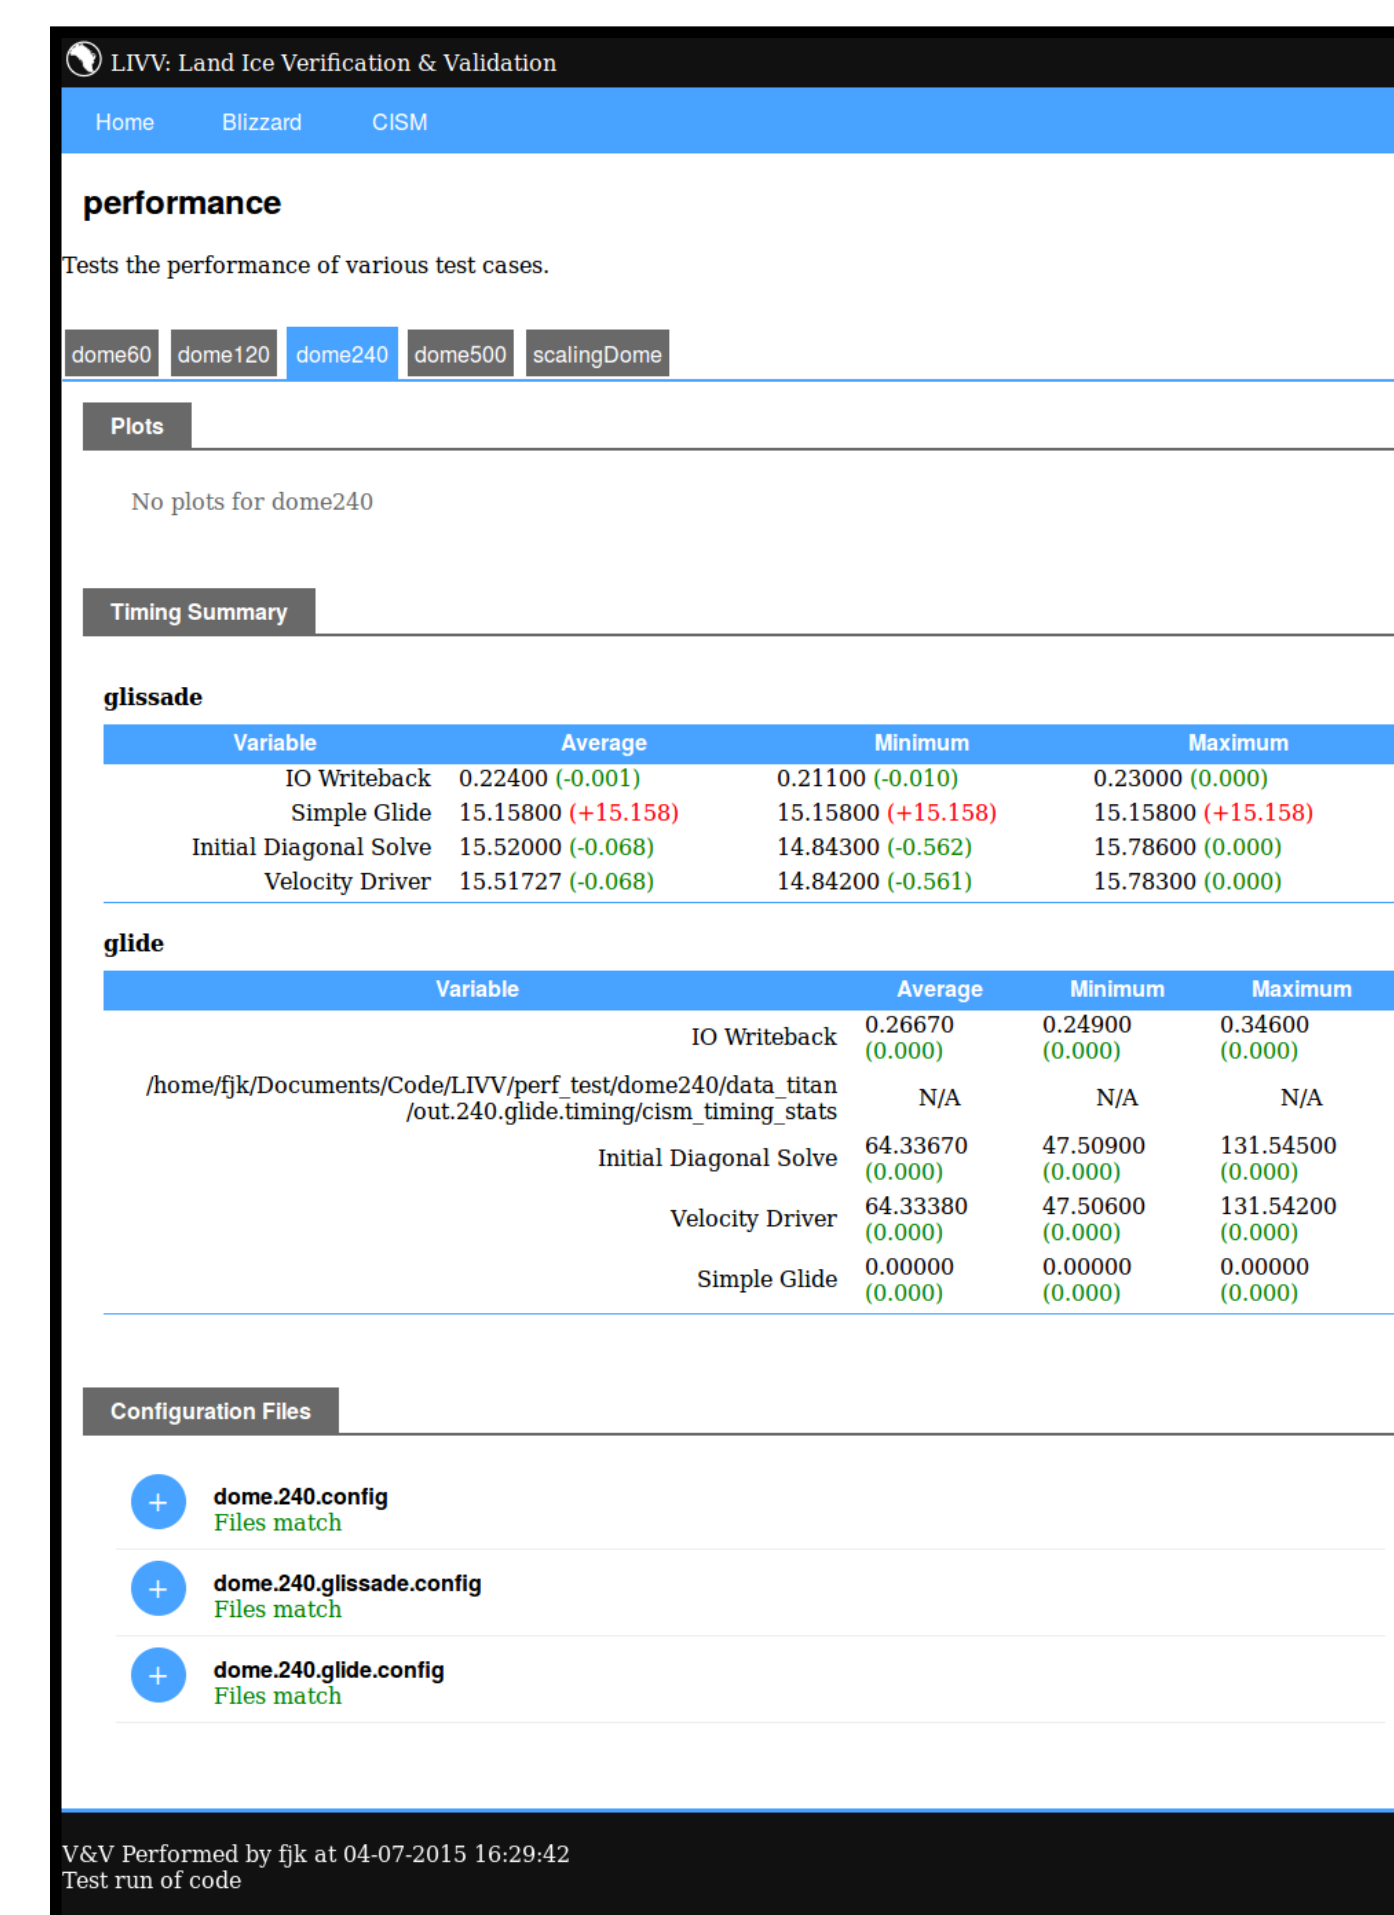 LIVV: Land Ice Verification & Validation
Home Blizzard CISM
performance
Tests the performance of various test cases.
dome60 dome120 dome240 dome500 scalingDome
Plots
No plots for dome240
Timing Summary
glissade
Variable Average Minimum Maximum
IO Writeback 0.22400 (-0.001) 0.21100 (-0.010) 0.23000 (0.000)
Simple Glide 15.15800 (+15.158) 15.15800 (+15.158) 15.15800 (+15.158)
Initial Diagonal Solve 15.52000 (-0.068) 14.84300 (-0.562) 15.78600 (0.000)
Velocity Driver 15.51727 (-0.068) 14.84200 (-0.561) 15.78300 (0.000)
glide
Variable Average Minimum Maximum
IO Writeback 0.26670 0.24900 0.34600
(0.000) (0.000) (0.000)
/home/fjk/Documents/Code/LIVV/perf_test/dome240/data_titan
/out.240.glide.timing/cism_timing_stats N/A N/A N/A
Initial Diagonal Solve 64.33670 47.50900 131.54500
(0.000) (0.000) (0.000)
Velocity Driver 64.33380 47.50600 131.54200
(0.000) (0.000) (0.000)
Simple Glide 0.00000 0.00000 0.00000
(0.000) (0.000) (0.000)
Configuration Files
+ dome.240.config
Files match
+ dome.240.glissade.config
Files match
+ dome.240.glide.config
Files match
V&V Performed by fjk at 04-07-2015 16:29:42
Test run of code